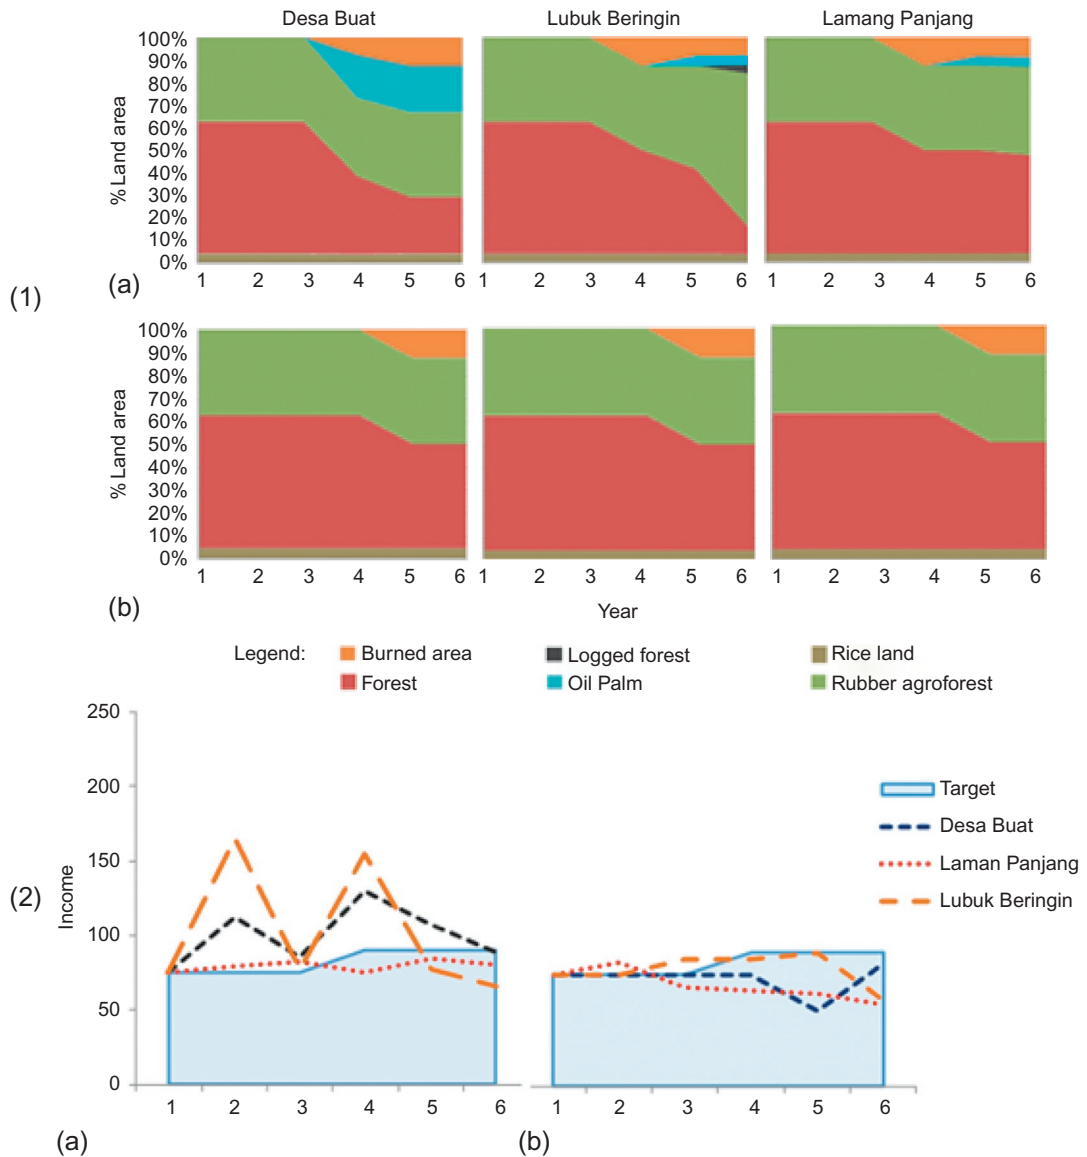 Desa Buat Lubuk Beringin Lamang Panjang
100%
90%
80%
70%
60%
50%
40%
30%
20%
10%
0%
% Land area
1 2 3 4 5 6 1 2 3 4 5 6 1 2 3 4 5 6
(a)
(1)
100%
90%
80%
70%
60%
50%
40%
30%
20%
10%
0%
% Land area
1 2 3 4 5 6 1 2 3 4 5 6 1 2 3 4 5 6
(b)
Year
Legend: Burned area Logged forest Rice land
Forest Oil Palm Rubber agroforest
250
200
150
100
50
0
Income
(2)
Target
Desa Buat
Laman Panjang
Lubuk Beringin
1 2 3 4 5 6 1 2 3 4 5 6
(a) (b)